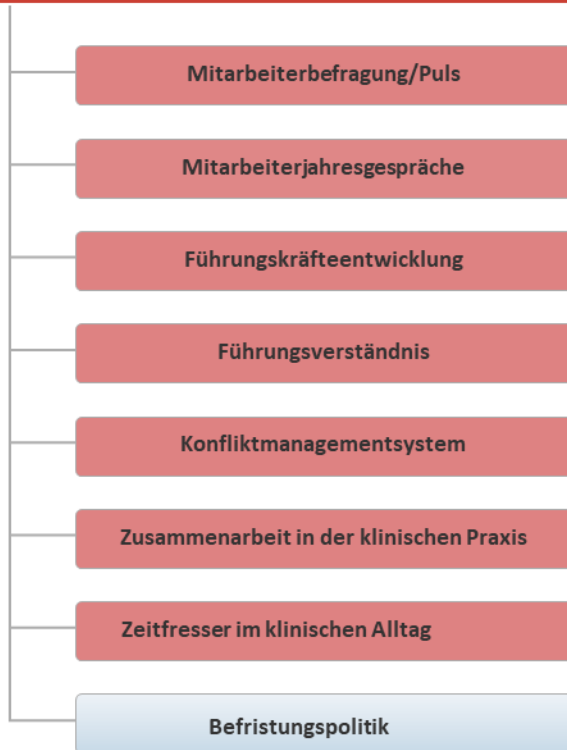 Mitarbeiterbefragung/Puls
Mitarbeiterjahresgespräche
Führungskräfteentwicklung
Führungsverständnis
Konfliktmanagementsystem
Zusammenarbeit in der klinischen Praxis
Zeitfresser im klinischen Alltag
Befristungspolitik